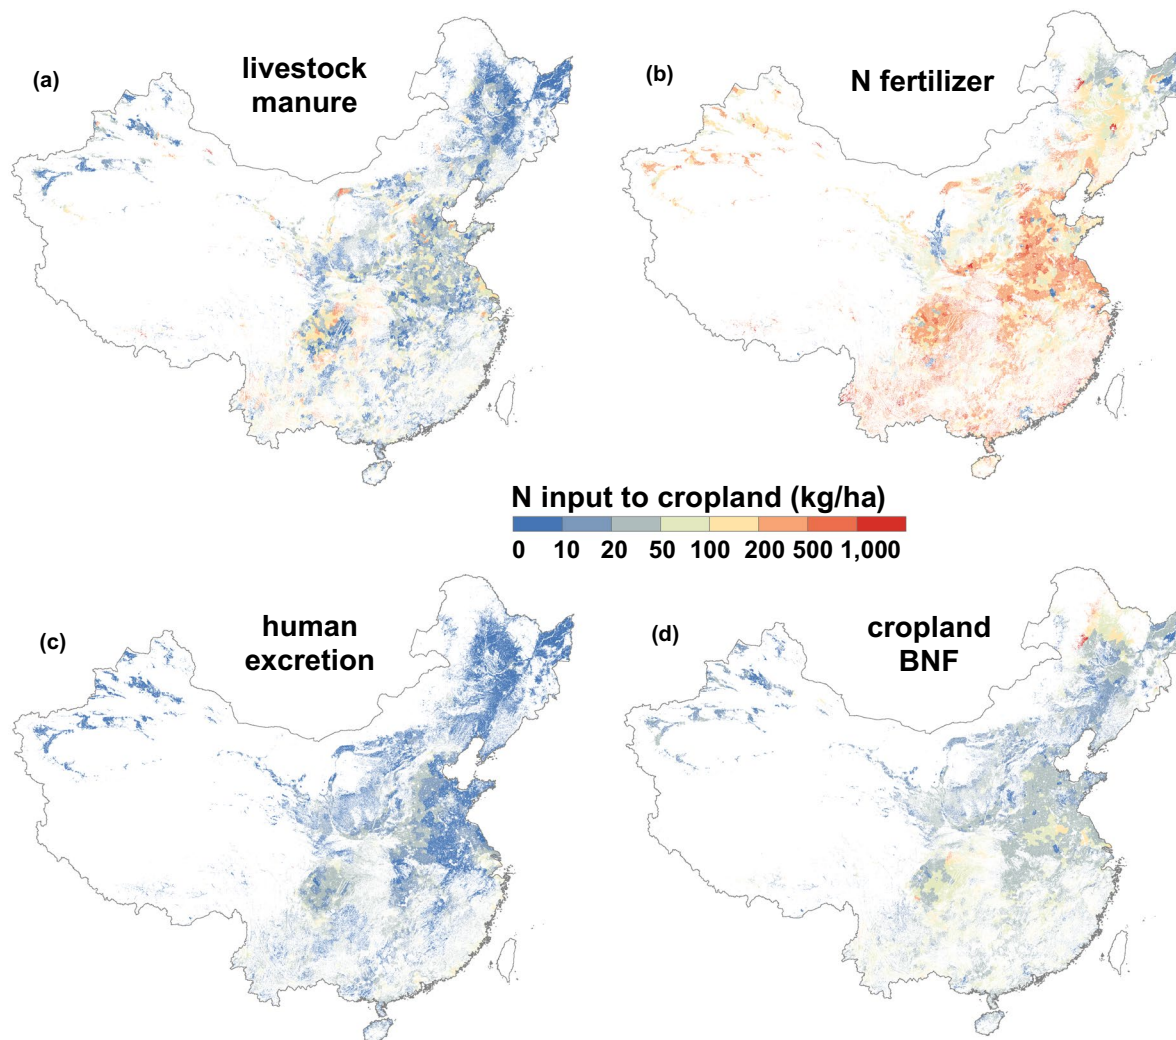 (a)
livestock
manure
(b)
N fertilizer
N input to cropland (kg/ha)
0 10 20 50 100 200 500 1,000
(c)
human
excretion
(d)
cropland
BNF